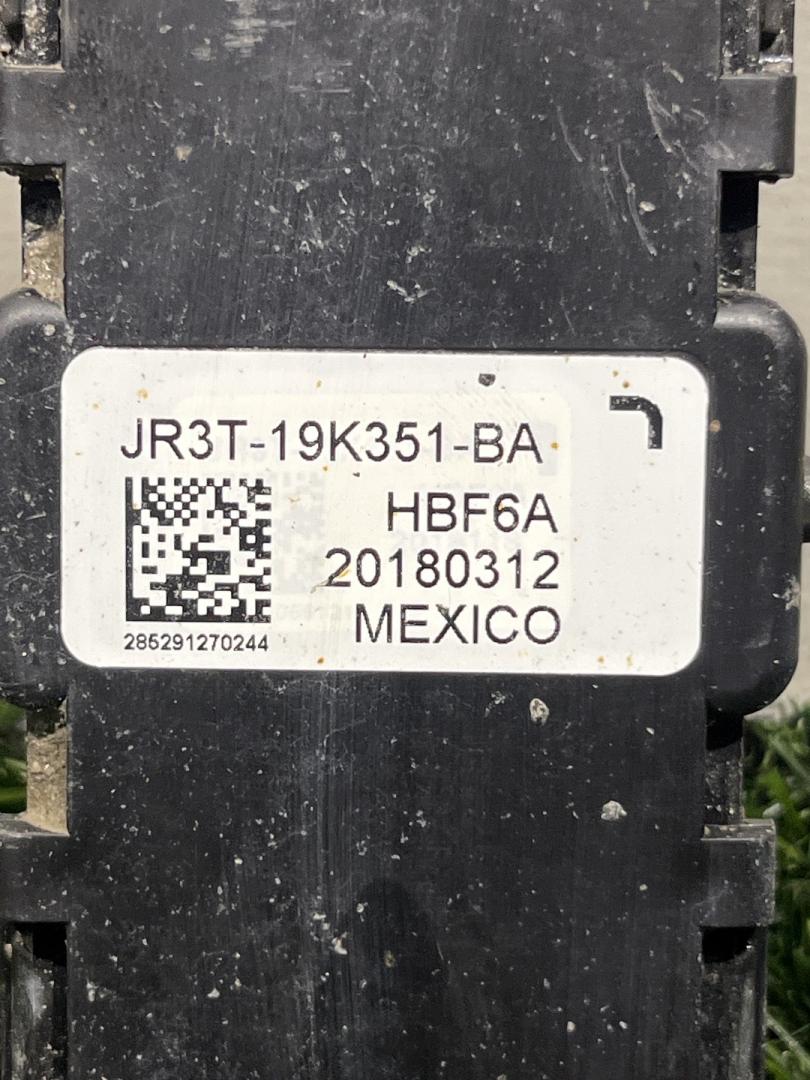 JR3T-19K351-BA
HBF6A
20180312
MEXICO
285291270244